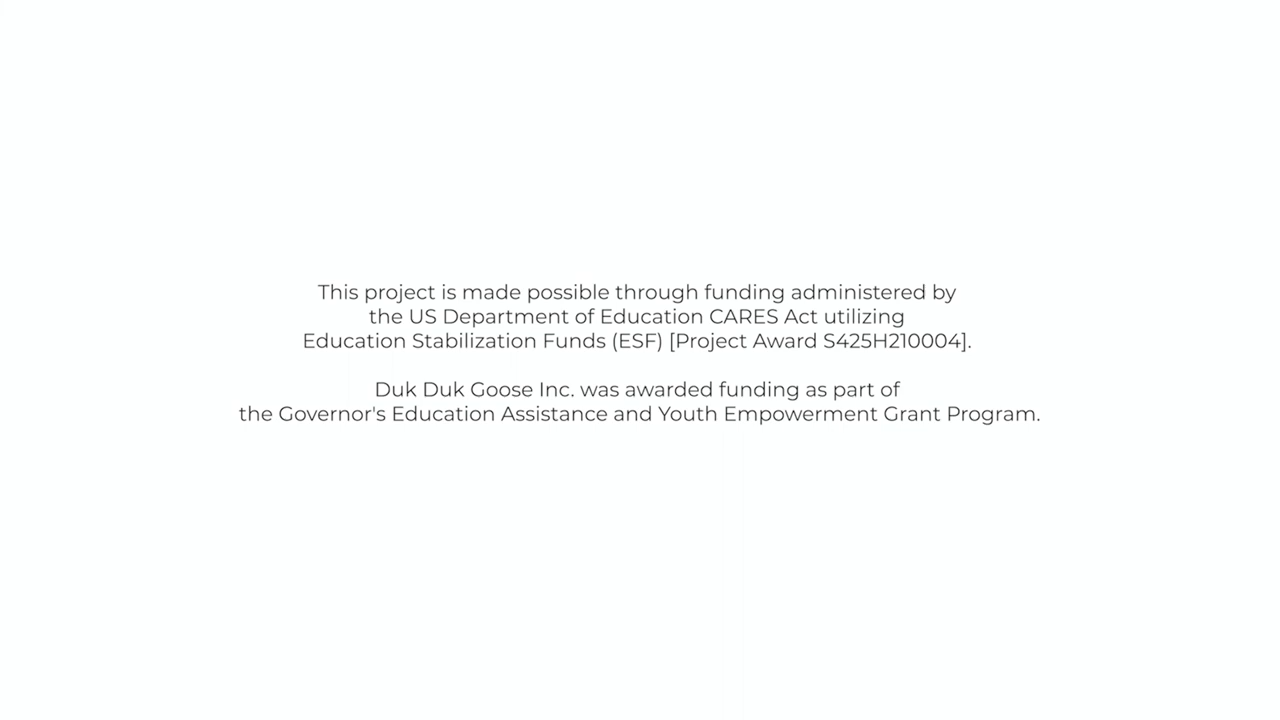 This project is made possible through funding administered by
the US Department of Education CARES Act utilizing
Education Stabilization Funds (ESF) [Project Award S425H210004].
Duk Duk Goose Inc. was awarded funding as part of
the Governor's Education Assistance and Youth Empowerment Grant Program.